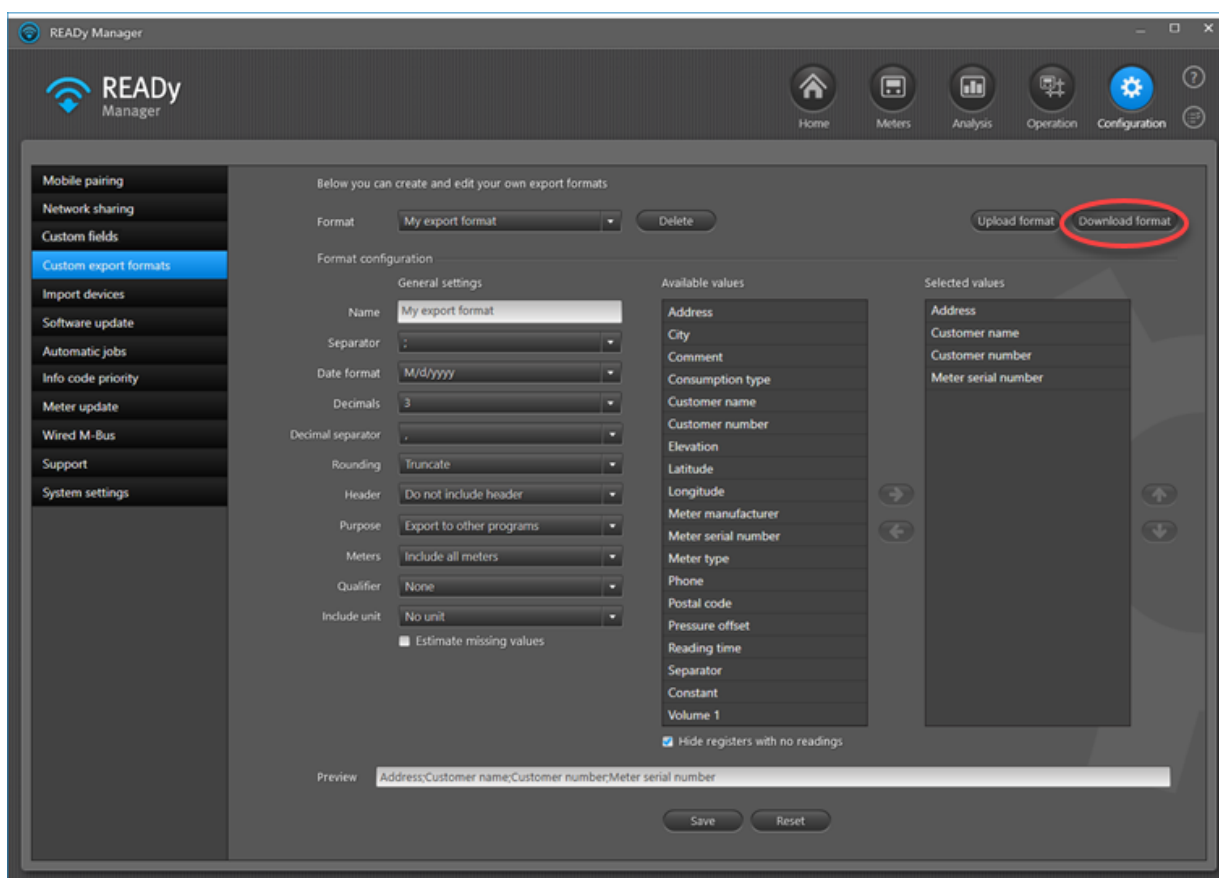 READy Manager
READy
Manager
Home
Meters
Analysis
Operation
Configuration
?
Mobile pairing
Network sharing
Custom fields
Custom export formats
Import devices
Software update
Automatic jobs
Info code priority
Meter update
Wired M-Bus
Support
System settings
Below you can create and edit your own export formats
Format My export format Delete Upload format Download format
Format configuration
General settings
Name My export format
Separator ;
Date format M/d/yyyy
Decimals 3
Decimal separator ,
Rounding Truncate
Header Do not include header
Purpose Export to other programs
Meters Include all meters
Qualifier None
Include unit No unit
Estimate missing values
Available values
Address
City
Comment
Consumption type
Customer name
Customer number
Elevation
Latitude
Longitude
Meter manufacturer
Meter serial number
Meter type
Phone
Postal code
Pressure offset
Reading time
Separator
Constant
Volume 1
Hide registers with no readings
Selected values
Address
Customer name
Customer number
Meter serial number
Preview Address;Customer name;Customer number;Meter serial number
Save Reset